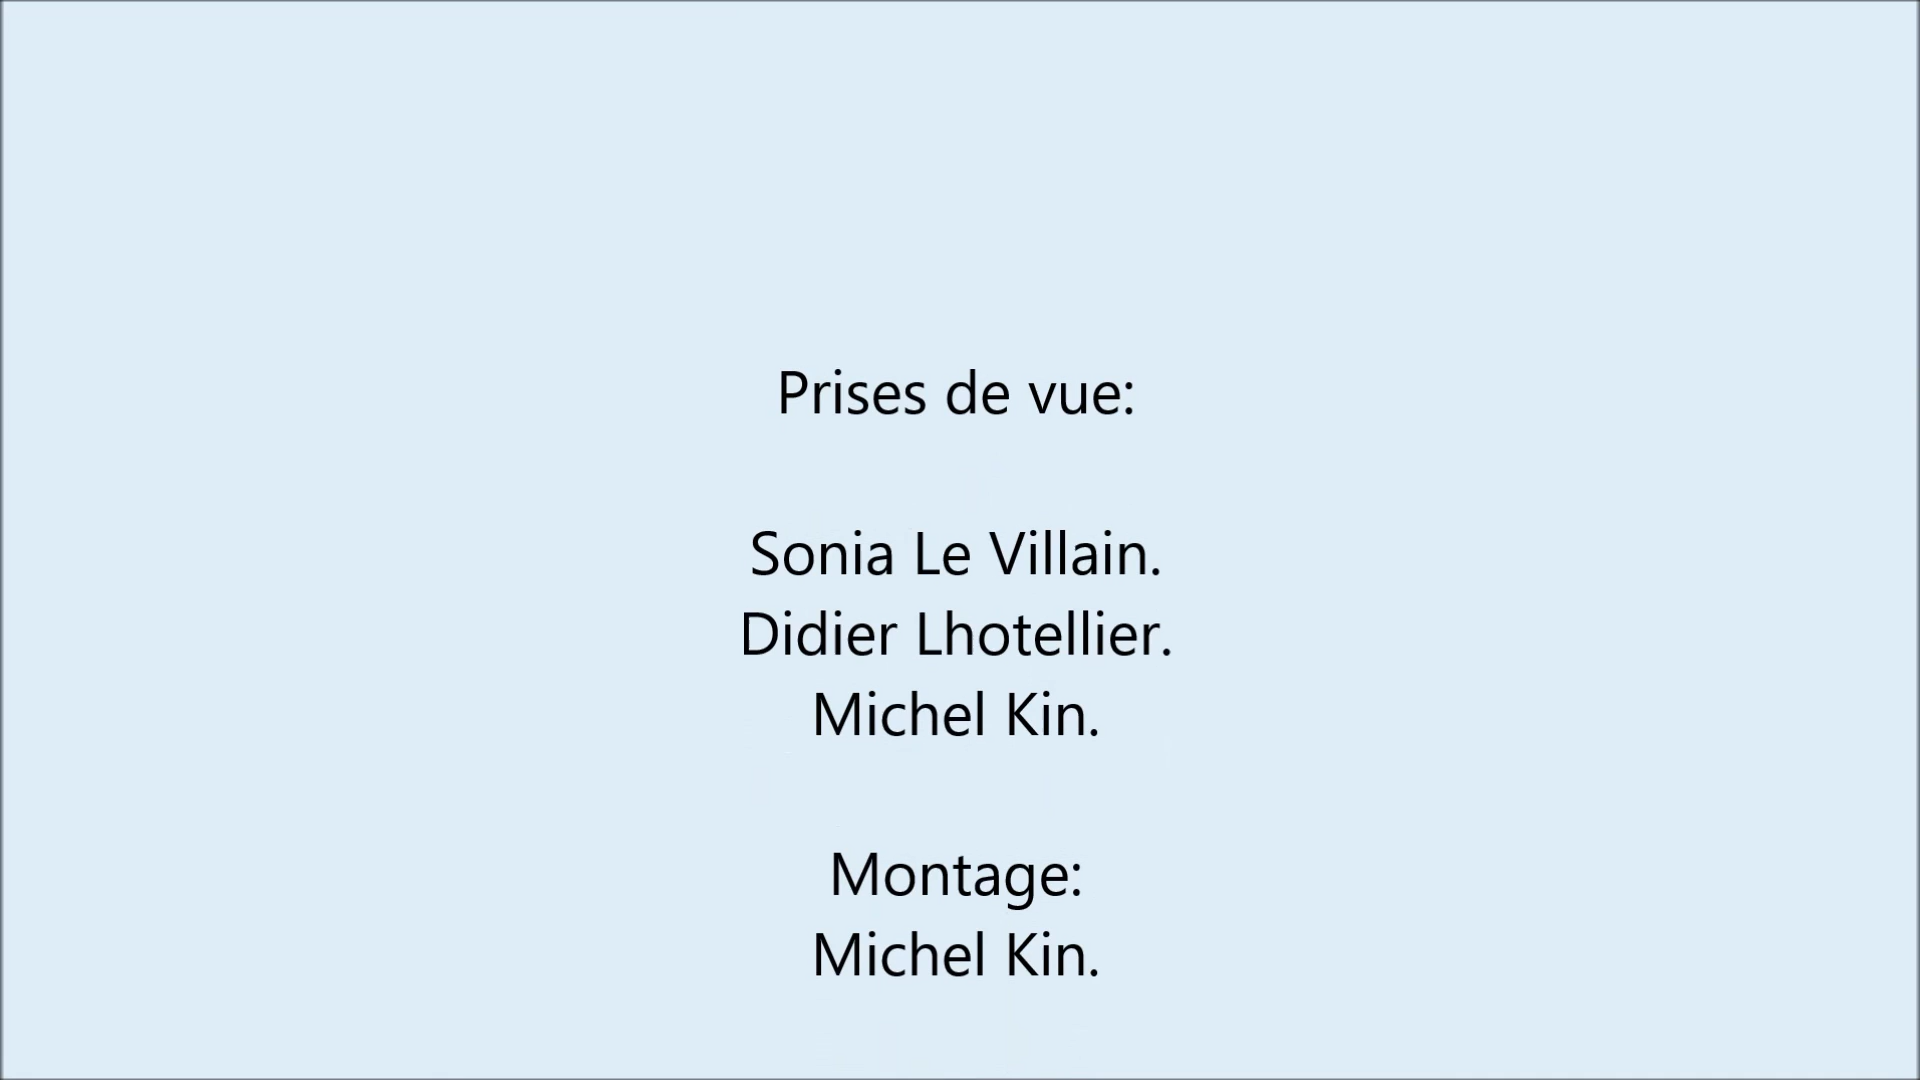 Prises de vue:
Sonia Le Villain.
Didier Lhotellier.
Michel Kin.
Montage:
Michel Kin.